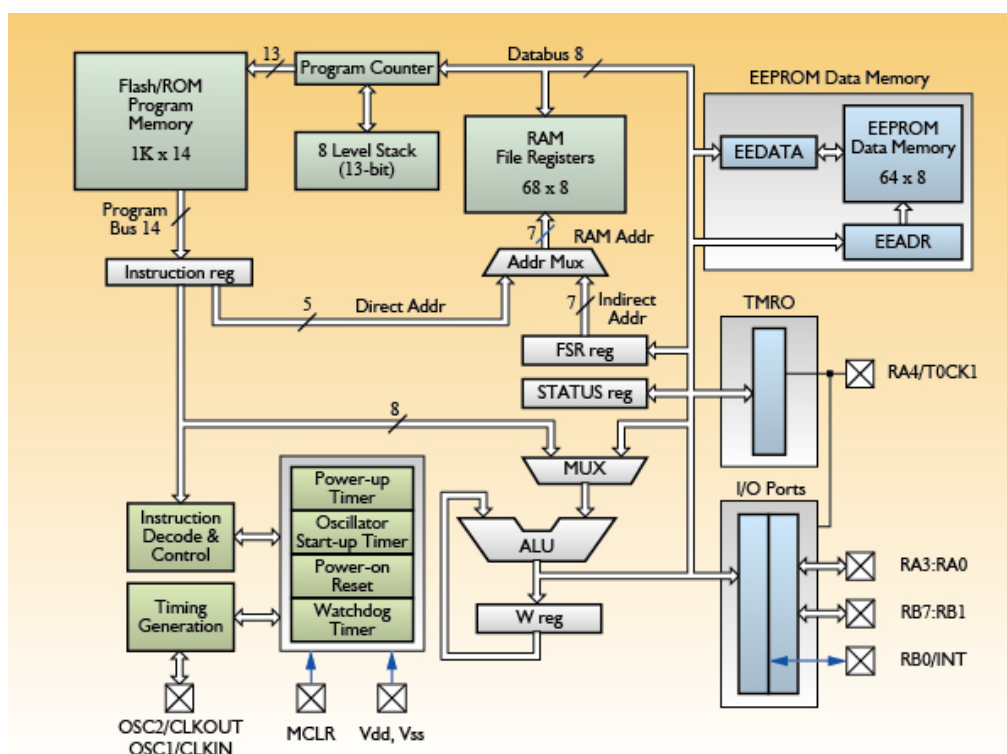 13
Program Counter
Databus 8
Flash/ROM
Program
Memory
1K x 14
8 Level Stack
(13-bit)
RAM
File Registers
68 x 8
EEPROM Data Memory
EEDATA
EEPROM
Data Memory
64 x 8
EEADR
Program
Bus 14
7
RAM Addr
Addr Mux
Instruction reg
5
Direct Addr
7
Indirect
Addr
FSR reg
STATUS reg
TMRO
RA4/T0CK1
8
MUX
ALU
W reg
Power-up
Timer
Oscillator
Start-up Timer
Power-on
Reset
Watchdog
Timer
Instruction
Decode &
Control
Timing
Generation
I/O Ports
RA3:RA0
RB7:RB1
RB0/INT
OSC2/CLKOUT
OSC1/CLKIN
MCLR
Vdd, Vss